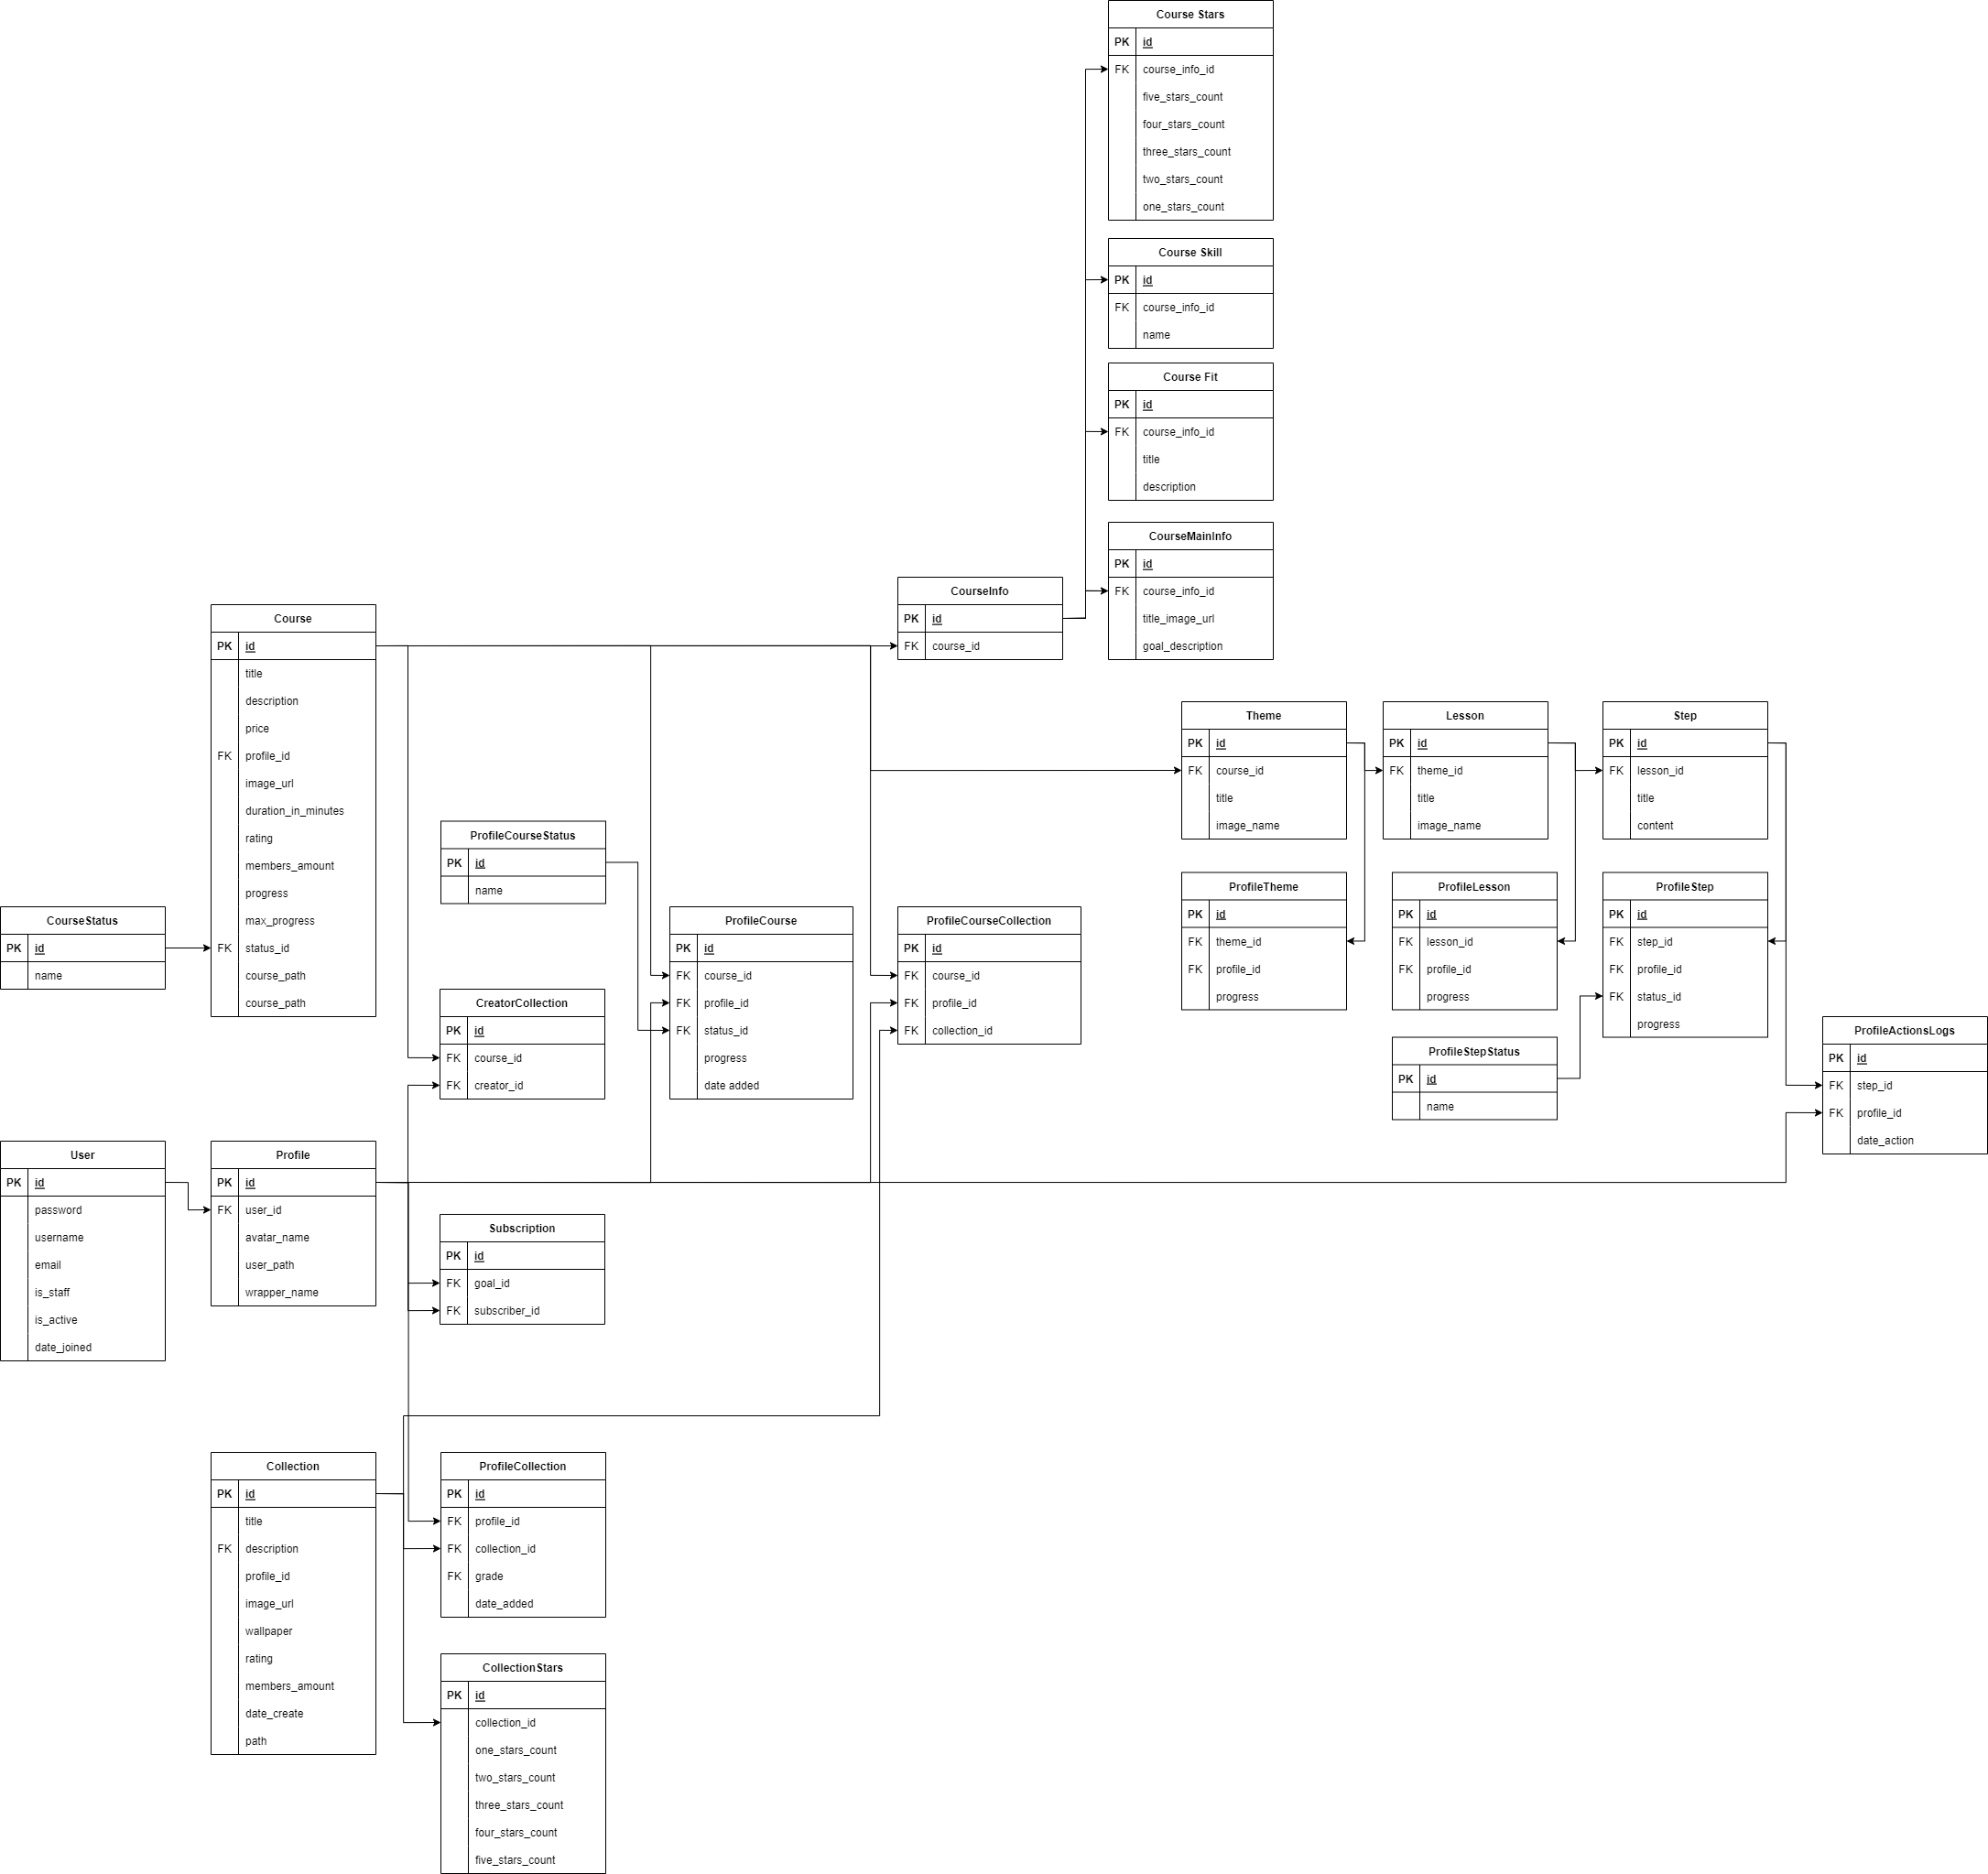 Course Stars
PK id
FK course_info_id
five_stars_count
four_stars_count
three_stars_count
two_stars_count
one_stars_count
Course Skill
PK id
FK course_info_id
name
Course Fit
PK id
FK course_info_id
title
description
CourseMainInfo
PK id
FK course_info_id
title_image_url
goal_description
CourseInfo
PK id
FK course_id
Course
PK id
title
description
price
FK profile_id
image_url
duration_in_minutes
rating
members_amount
progress
max_progress
FK status_id
course_path
course_path
Theme
PK id
FK course_id
title
image_name
Lesson
PK id
FK theme_id
title
image_name
Step
PK id
FK lesson_id
title
content
ProfileCourseStatus
PK id
name
ProfileTheme
PK id
FK theme_id
FK profile_id
progress
ProfileLesson
PK id
FK lesson_id
FK profile_id
progress
ProfileStep
PK id
FK step_id
FK profile_id
FK status_id
progress
CourseStatus
PK id
name
ProfileCourse
PK id
FK course_id
FK profile_id
FK status_id
progress
date added
ProfileCourseCollection
PK id
FK course_id
FK profile_id
FK collection_id
CreatorCollection
PK id
FK course_id
FK creator_id
ProfileStepStatus
PK id
name
ProfileActionsLogs
PK id
FK step_id
FK profile_id
date_action
User
PK id
password
username
email
is_staff
is_active
date_joined
Profile
PK id
FK user_id
avatar_name
user_path
wrapper_name
Subscription
PK id
FK goal_id
FK subscriber_id
Collection
PK id
title
FK description
profile_id
image_url
wallpaper
rating
members_amount
date_create
path
ProfileCollection
PK id
FK profile_id
FK collection_id
FK grade
date_added
CollectionStars
PK id
collection_id
one_stars_count
two_stars_count
three_stars_count
four_stars_count
five_stars_count